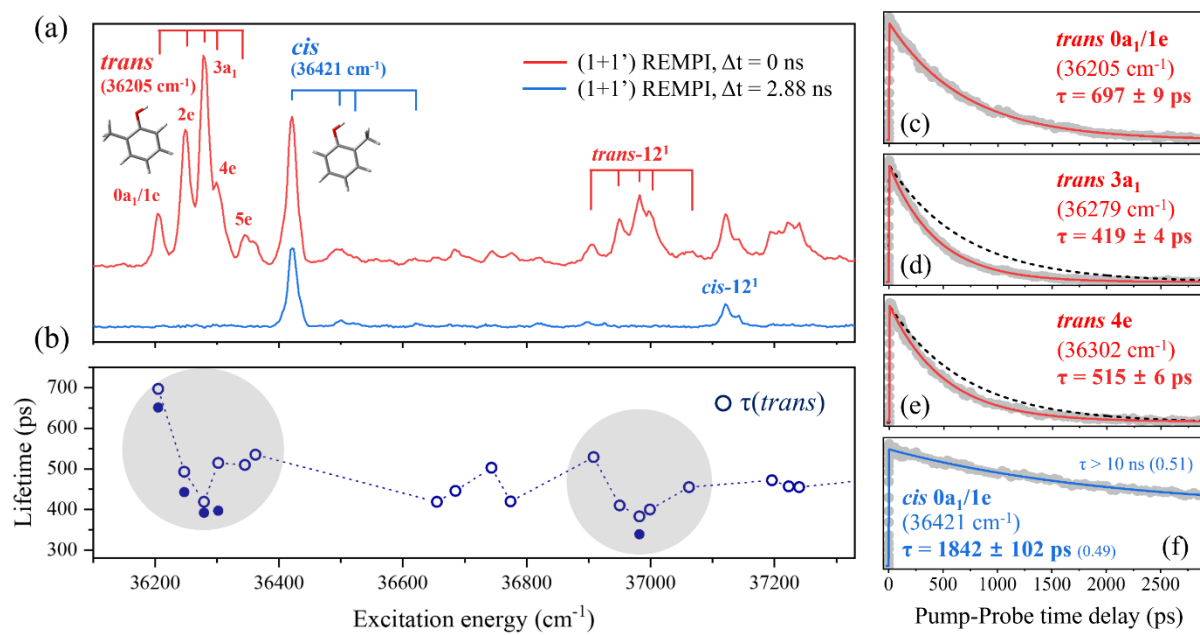 (a)
trans
(36205 cm⁻¹)
3a₁
2e
4e
0a₁/1e
5e
cis
(36421 cm⁻¹)
(1+1') REMPI, Δt = 0 ns
(1+1') REMPI, Δt = 2.88 ns
trans-12¹
cis-12¹
(b)
Lifetime (ps)
700
600
500
400
300
τ(trans)
36200
36400
36600
36800
37000
37200
Excitation energy (cm⁻¹)
trans 0a₁/1e
(36205 cm⁻¹)
τ = 697 ± 9 ps
(c)
trans 3a₁
(36279 cm⁻¹)
τ = 419 ± 4 ps
(d)
trans 4e
(36302 cm⁻¹)
τ = 515 ± 6 ps
(e)
τ > 10 ns (0.51)
cis 0a₁/1e
(36421 cm⁻¹)
τ = 1842 ± 102 ps (0.49)
(f)
0
500
1000
1500
2000
2500
Pump-Probe time delay (ps)